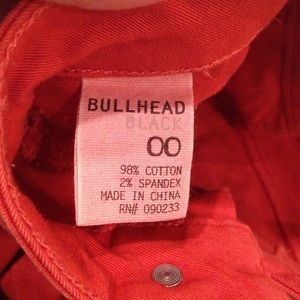 BULLHEAD
BLACK
00
98% COTTON
2% SPANDEX
MADE IN CHINA
RN# 090233